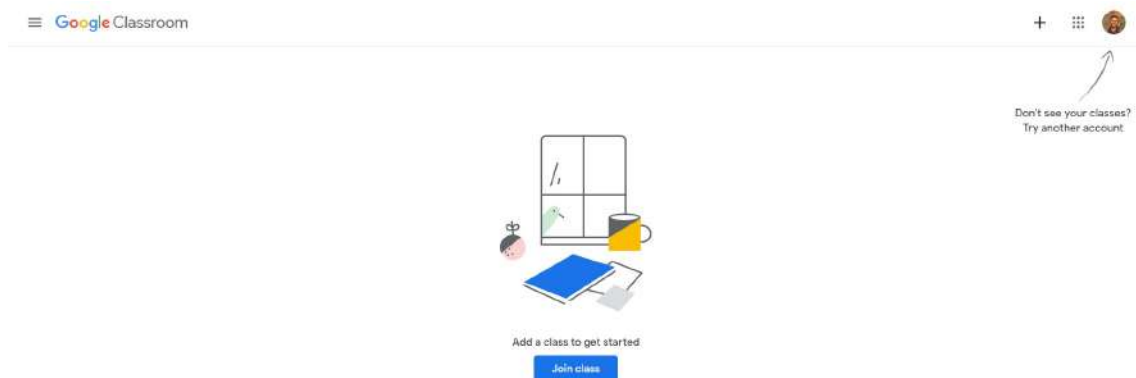 Google Classroom
Don't see your classes?
Try another account
Add a class to get started
Join class